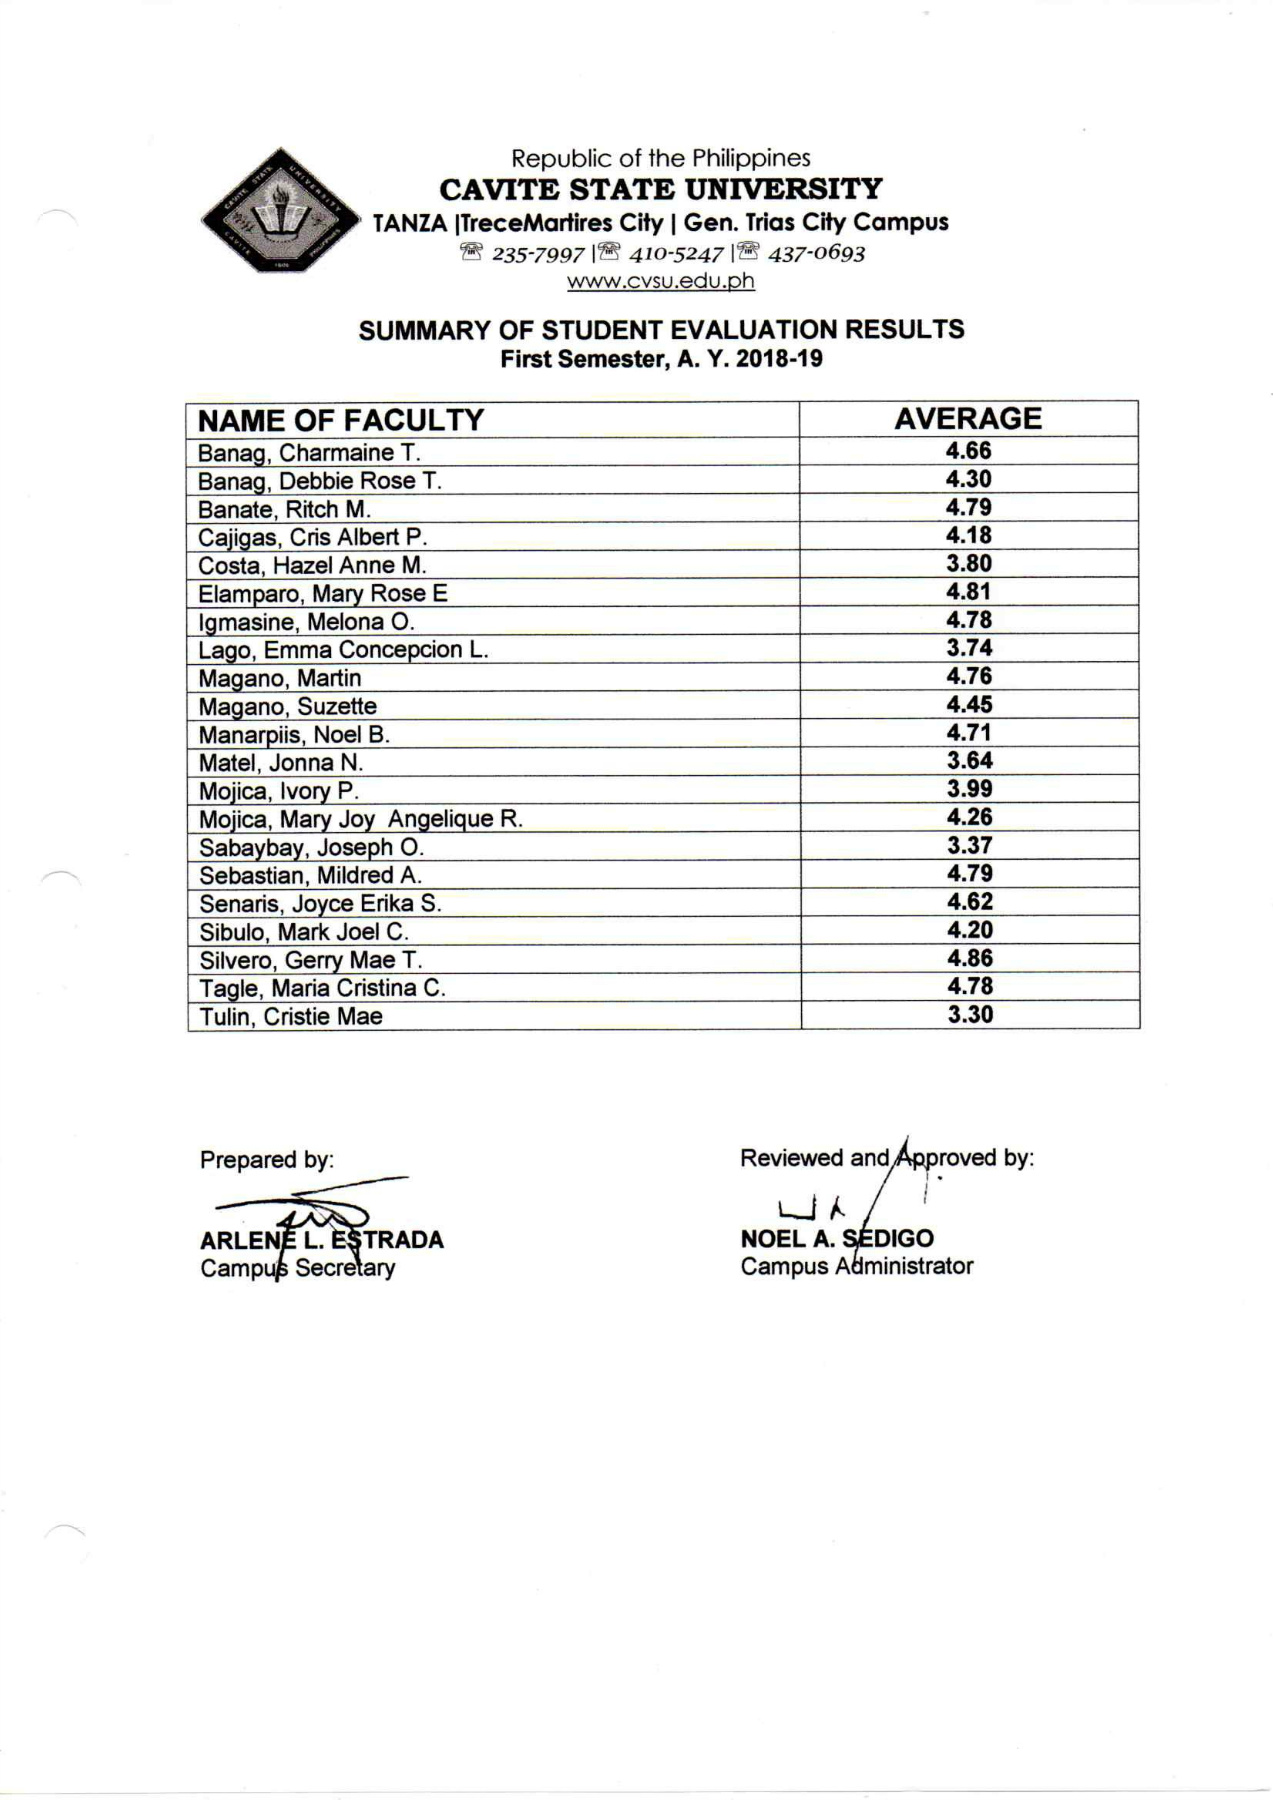 Republic of the Philippines
CAVITE STATE UNIVERSITY
TANZA |TreceMartires City | Gen. Trias City Campus
☏ 235-7997 |☏ 410-5247 |☏ 437-0693
www.cvsu.edu.ph
CAVITE STATE UNIVERSITY
CAVITE PHILIPPINES
1906
SUMMARY OF STUDENT EVALUATION RESULTS
First Semester, A. Y. 2018-19
NAME OF FACULTY AVERAGE
Banag, Charmaine T. 4.66
Banag, Debbie Rose T. 4.30
Banate, Ritch M. 4.79
Cajigas, Cris Albert P. 4.18
Costa, Hazel Anne M. 3.80
Elamparo, Mary Rose E 4.81
Igmasine, Melona O. 4.78
Lago, Emma Concepcion L. 3.74
Magano, Martin 4.76
Magano, Suzette 4.45
Manarpiis, Noel B. 4.71
Matel, Jonna N. 3.64
Mojica, Ivory P. 3.99
Mojica, Mary Joy Angelique R. 4.26
Sabaybay, Joseph O. 3.37
Sebastian, Mildred A. 4.79
Senaris, Joyce Erika S. 4.62
Sibulo, Mark Joel C. 4.20
Silvero, Gerry Mae T. 4.86
Tagle, Maria Cristina C. 4.78
Tulin, Cristie Mae 3.30
Prepared by: Reviewed and Approved by:
ARLENE L. ESTRADA NOEL A. SEDIGO
Campus Secretary Campus Administrator